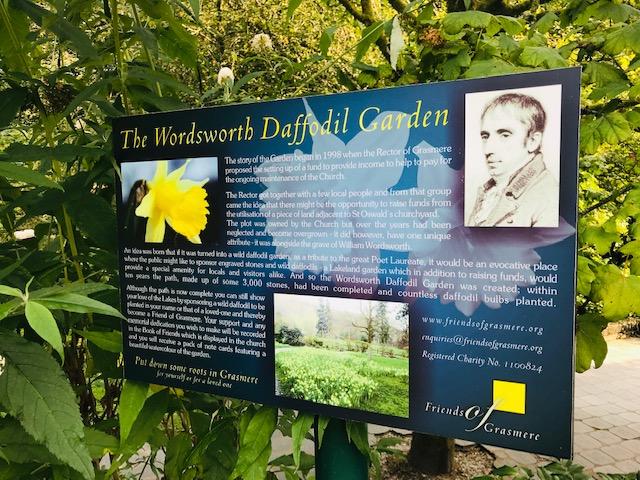 The Wordsworth Daffodil Garden
The story of the Garden began in 1998 when the Rector of Grasmere
proposed the setting up of a fund to provide income to help to pay for
the ongoing maintenance of the Church.
The Rector got together with a few local people and from that group
came the idea that there might be the opportunity to raise funds from
the utilisation of a piece of land adjacent to St Oswald's churchyard.
The plot was owned by the Church but over the years had been
neglected and become overgrown - it did however, have one unique
attribute - it was alongside the grave of William Wordsworth.
An idea was born that if it was turned into a wild daffodil garden, as a tribute to the great Poet Laureate, it would be an evocative place
where the public might like to sponsor engraved stones and wild daffodils - a Lakeland garden which in addition to raising funds, would
provide a special amenity for locals and visitors alike. And so the Wordsworth Daffodil Garden was created; within
ten years the path, made up of some 3,000 stones, had been completed and countless daffodil bulbs planted.
Although the path is now complete you can still show
your love of the Lakes by sponsoring a wild daffodil to be
planted in your name or that of a loved-one and thereby
become a Friend of Grasmere. Your support and any
memorial dedication you wish to make will be recorded
in the Book of Friends which is displayed in the church
and you will receive a pack of note cards featuring a
beautiful watercolour of the garden.
Put down some roots in Grasmere
for yourself or for a loved one
www.friendsofgrasmere.org
enquiries@friendsofgrasmere.org
Registered Charity No. 1100824
Friends of Grasmere